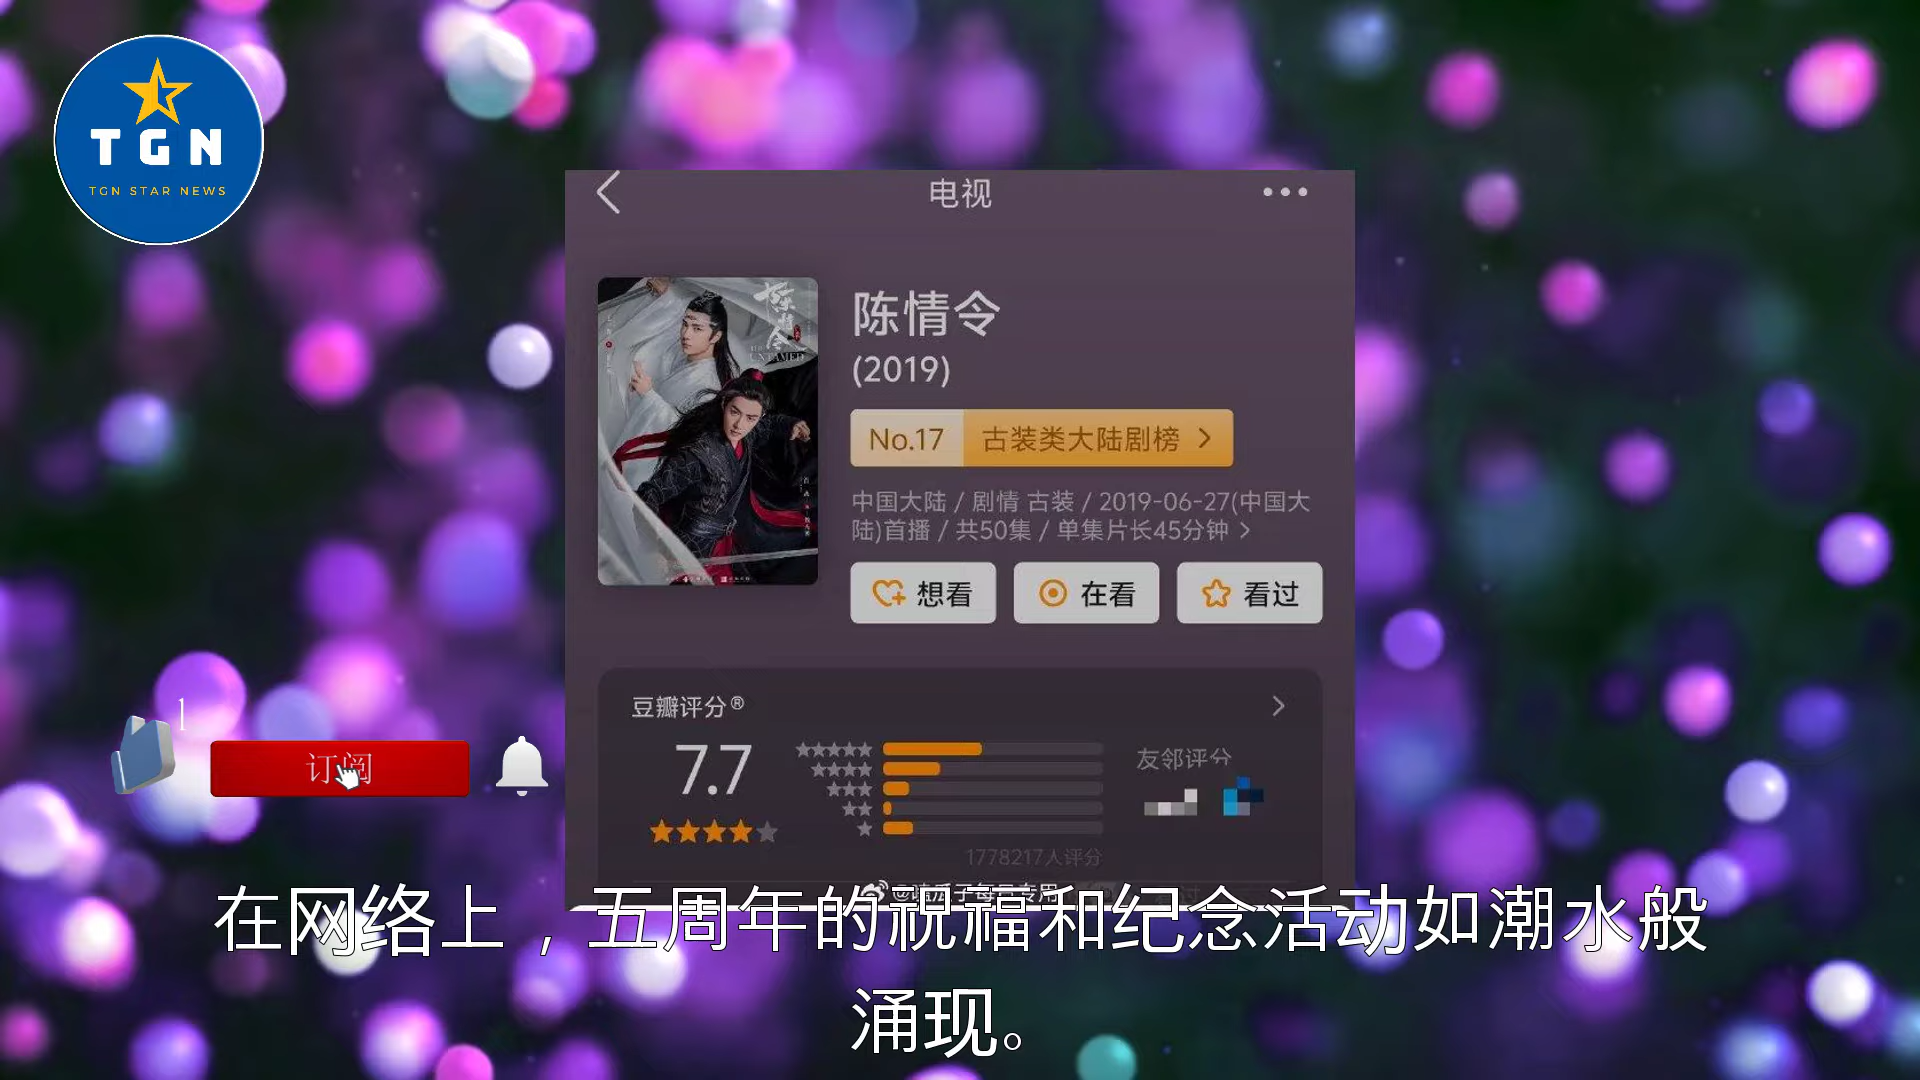 TGN
TGN STAR NEWS
电视
陈情令
UNTAMED
陈情令
(2019)
No.17 古装类大陆剧榜
中国大陆 / 剧情 古装 / 2019-06-27(中国大
陆)首播 / 共50集 / 单集片长45分钟
想看 在看 看过
豆瓣评分®
7.7
友邻评分
1778217人评分
1
订阅
在网络上，五周年的祝福和纪念活动如潮水般
涌现。